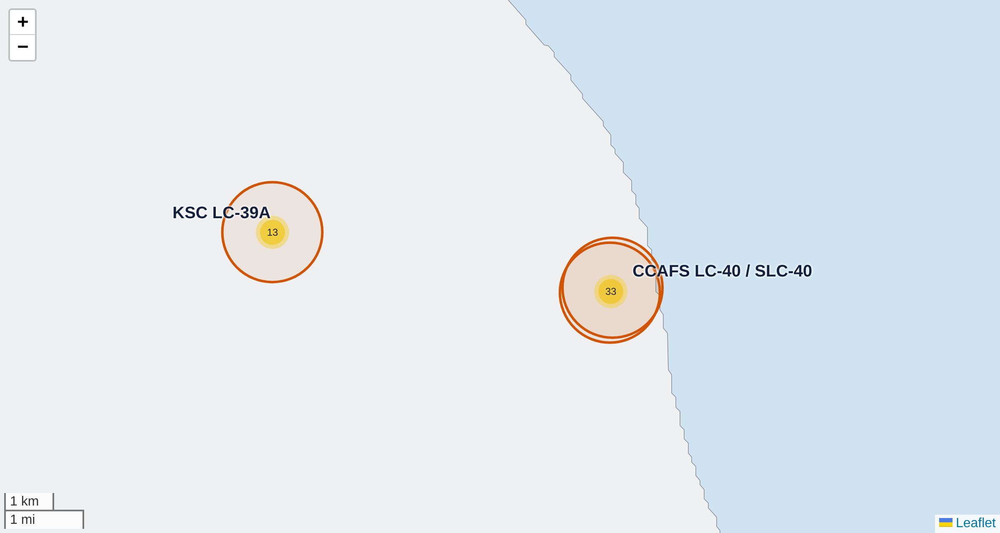 +
−
KSC LC-39A
13
CCAFS LC-40 / SLC-40
33
1 km
1 mi
Leaflet